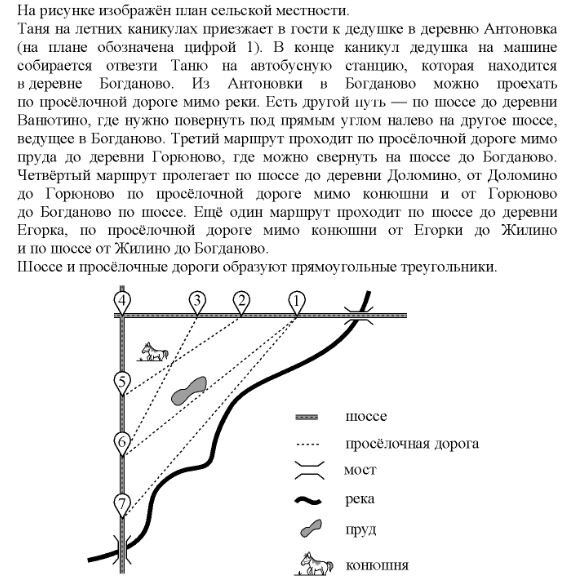 На рисунке изображён план сельской местности.
Таня на летних каникулах приезжает в гости к дедушке в деревню Антоновка
(на плане обозначена цифрой 1). В конце каникул дедушка на машине
собирается отвезти Таню на автобусную станцию, которая находится
в деревне Богданово. Из Антоновки в Богданово можно проехать
по просёлочной дороге мимо реки. Есть другой путь — по шоссе до деревни
Ванютино, где нужно повернуть под прямым углом налево на другое шоссе,
ведущее в Богданово. Третий маршрут проходит по просёлочной дороге мимо
пруда до деревни Горюново, где можно свернуть на шоссе до Богданово.
Четвёртый маршрут пролегает по шоссе до деревни Доломино, от Доломино
до Горюново по просёлочной дороге мимо конюшни и от Горюново
до Богданово по шоссе. Ещё один маршрут проходит по шоссе до деревни
Егорка, по просёлочной дороге мимо конюшни от Егорки до Жилино
и по шоссе от Жилино до Богданово.
Шоссе и просёлочные дороги образуют прямоугольные треугольники.
4 3 2 1
5
6
7
шоссе
просёлочная дорога
мост
река
пруд
конюшня